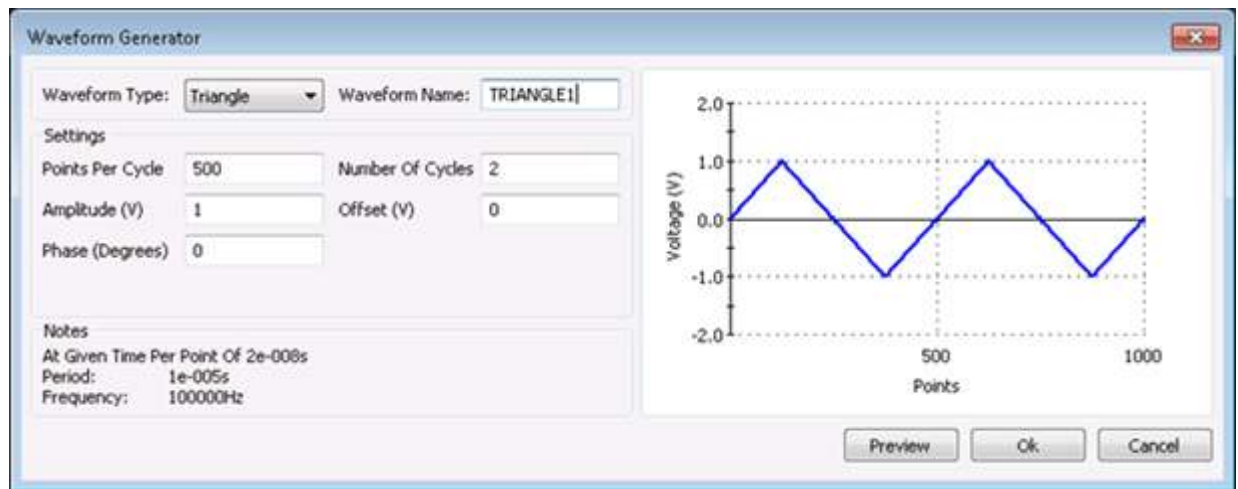 Waveform Generator
Waveform Type: Triangle Waveform Name: TRIANGLE1
Settings
Points Per Cycle 500 Number Of Cycles 2
Amplitude (V) 1 Offset (V) 0
Phase (Degrees) 0
Notes
At Given Time Per Point Of 2e-008s
Period: 1e-005s
Frequency: 100000Hz
2.0
1.0
0.0
-1.0
-2.0
Voltage (V)
500 1000
Points
Preview Ok Cancel